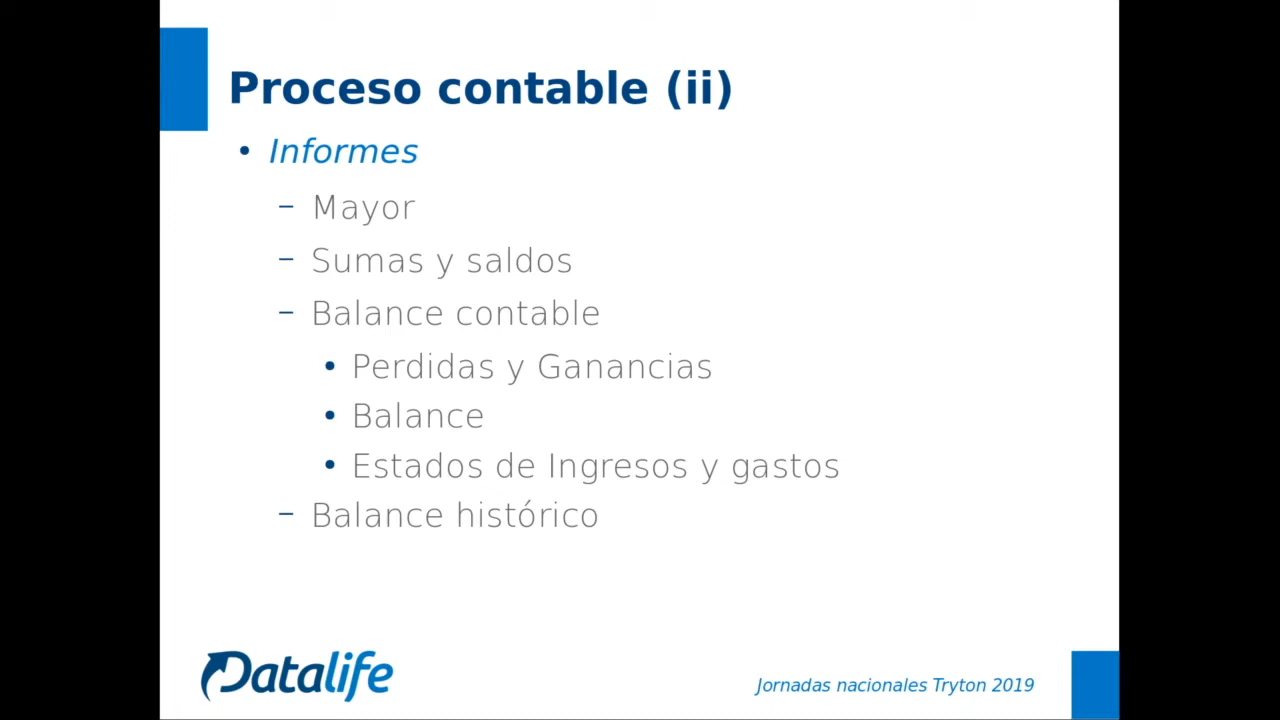 Proceso contable (ii)
• Informes
– Mayor
– Sumas y saldos
– Balance contable
• Perdidas y Ganancias
• Balance
• Estados de Ingresos y gastos
– Balance histórico
Datalife
Jornadas nacionales Tryton 2019